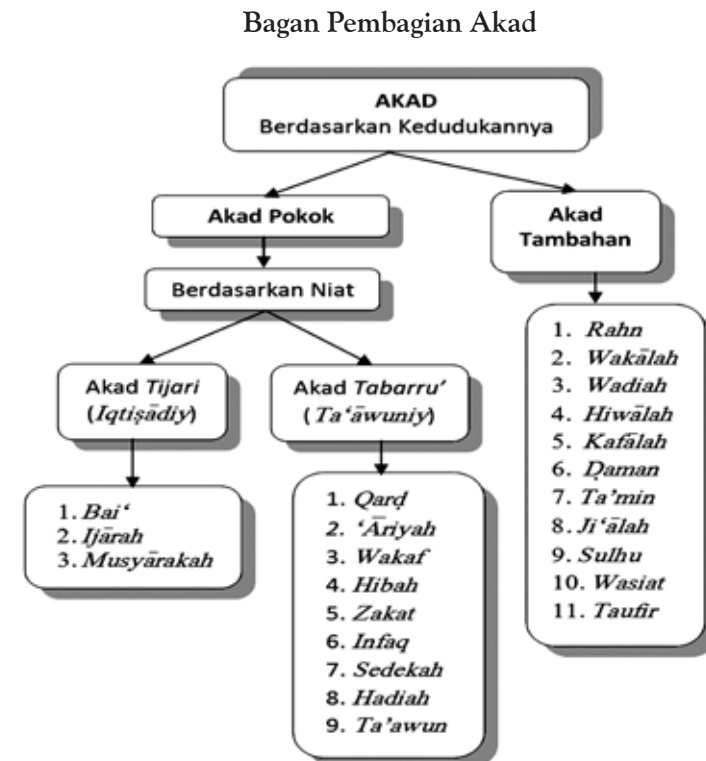 Bagan Pembagian Akad
AKAD
Berdasarkan Kedudukannya
Akad Pokok
Berdasarkan Niat
Akad Tijari
(Iqtiṣādiy)
1. Bai‘
2. Ijārah
3. Musyārakah
Akad Tabarru’
(Ta‘āwuniy)
1. Qarḍ
2. ‘Āriyah
3. Wakaf
4. Hibah
5. Zakat
6. Infaq
7. Sedekah
8. Hadiah
9. Ta’awun
Akad
Tambahan
1. Rahn
2. Wakālah
3. Wadiah
4. Hiwālah
5. Kafālah
6. Ḍaman
7. Ta’min
8. Ji‘ālah
9. Sulhu
10. Wasiat
11. Taufir